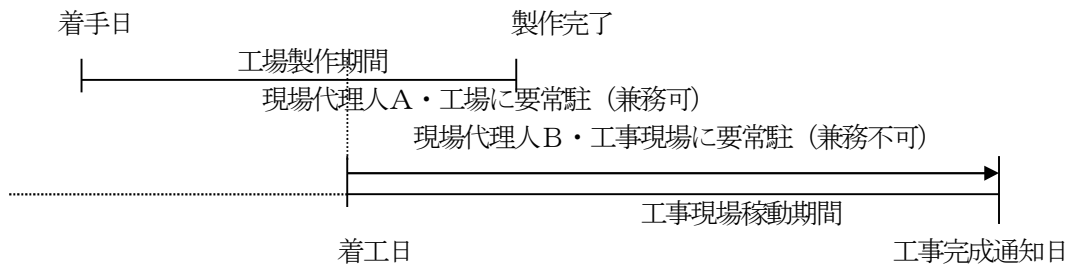 着手日 製作完了
工場製作期間
現場代理人Ａ・工場に要常駐（兼務可）
現場代理人Ｂ・工事現場に要常駐（兼務不可）
工事現場稼動期間
着工日 工事完成通知日